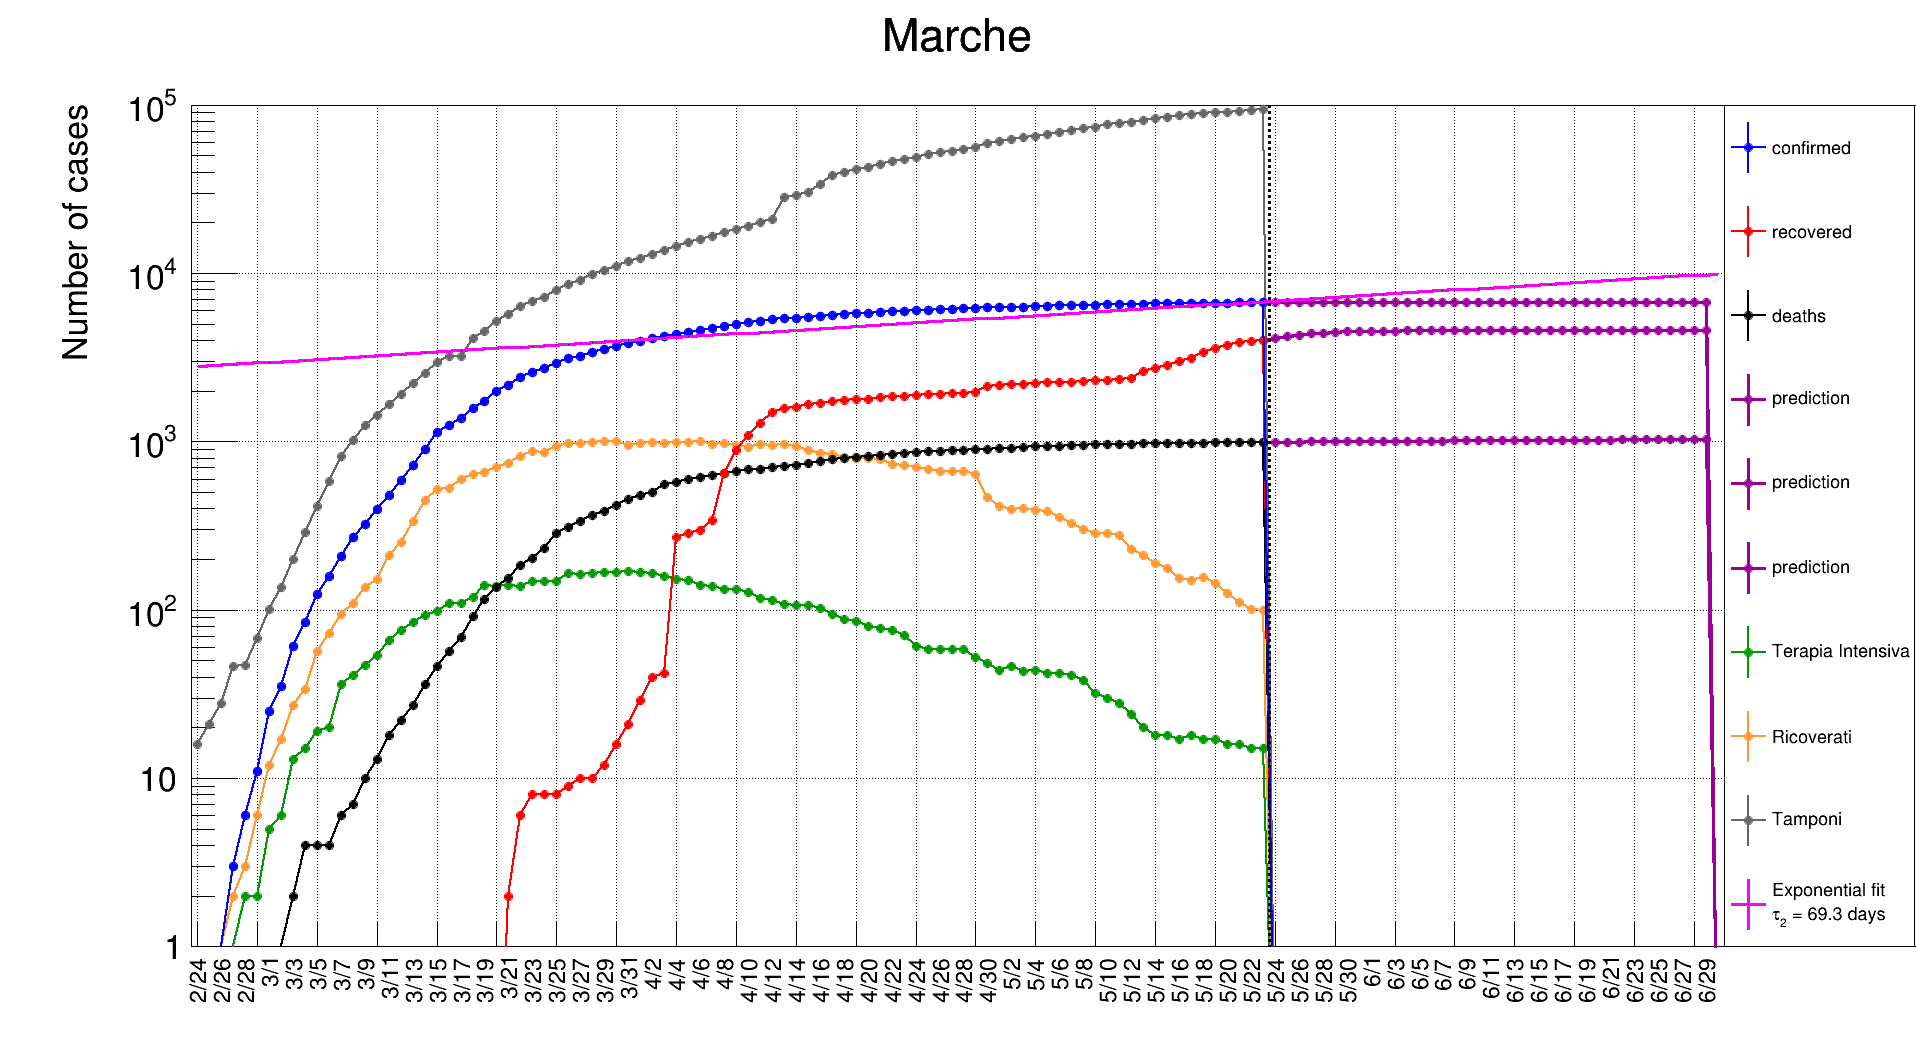 Marche
Number of cases
10^5
10^4
10^3
10^2
10
1
2/24 2/26 2/28 3/1 3/3 3/5 3/7 3/9 3/11 3/13 3/15 3/17 3/19 3/21 3/23 3/25 3/27 3/29 3/31 4/2 4/4 4/6 4/8 4/10 4/12 4/14 4/16 4/18 4/20 4/22 4/24 4/26 4/28 4/30 5/2 5/4 5/6 5/8 5/10 5/12 5/14 5/16 5/18 5/20 5/22 5/24 5/26 5/28 5/30 6/1 6/3 6/5 6/7 6/9 6/11 6/13 6/15 6/17 6/19 6/21 6/23 6/25 6/27 6/29
confirmed
recovered
deaths
prediction
prediction
prediction
Terapia Intensiva
Ricoverati
Tamponi
Exponential fit
τ₂ = 69.3 days